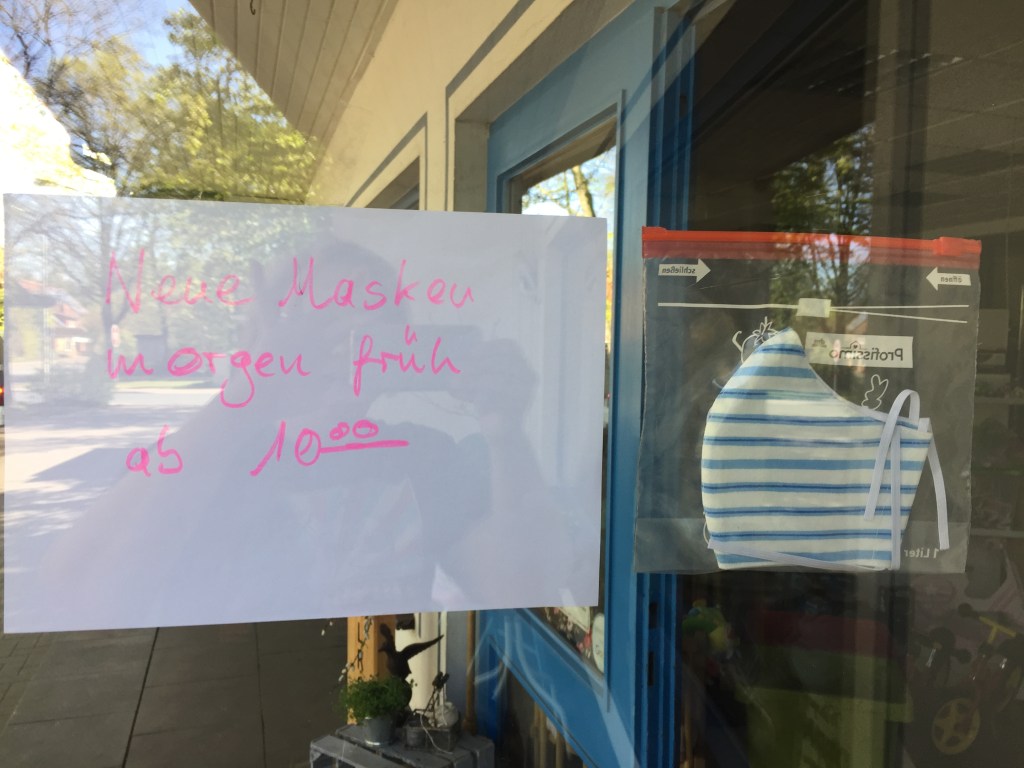 Neue Masken
morgen früh
ab 10⁰⁰
schließen
öffnen
Profissimo
1 Liter